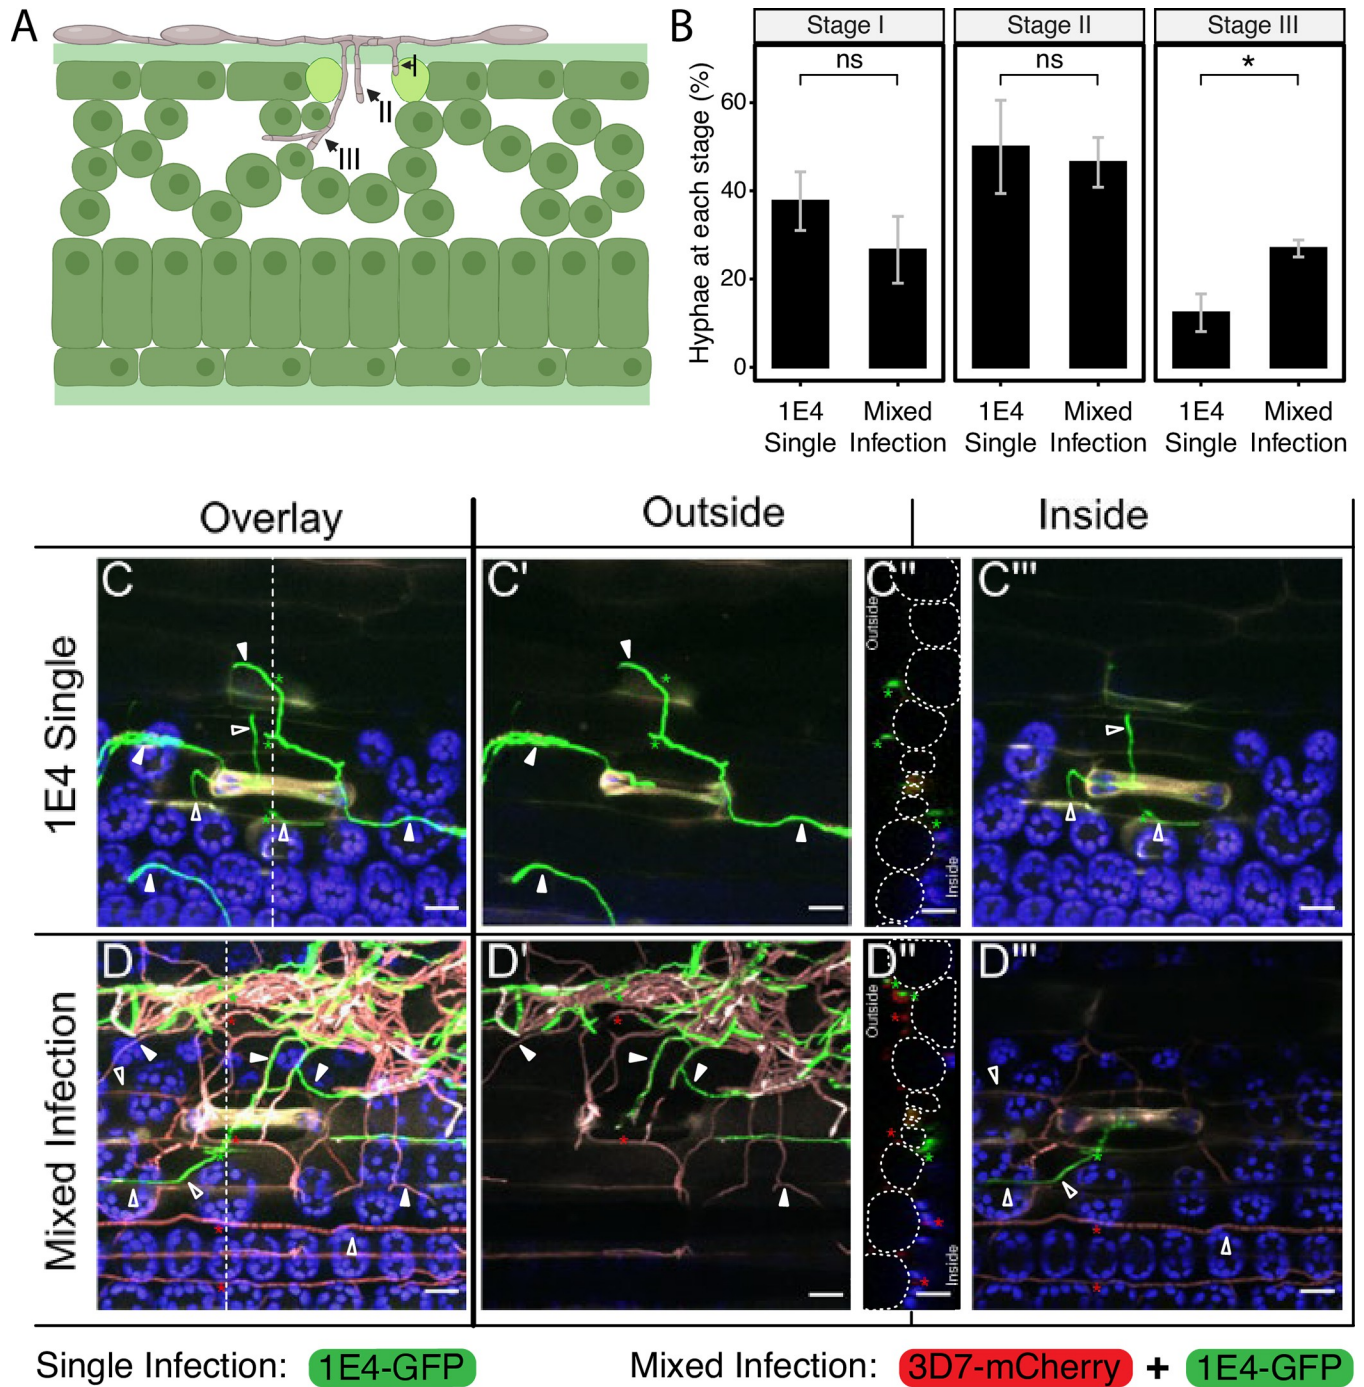 A
I
II
III
B
Stage I
Stage II
Stage III
ns
ns
*
Hyphae at each stage (%)
60
40
20
0
1E4
Single
Mixed
Infection
1E4
Single
Mixed
Infection
1E4
Single
Mixed
Infection
Overlay
Outside
Inside
1E4 Single
C
C'
C''
Outside
Inside
C'''
Mixed Infection
D
D'
D''
Outside
Inside
D'''
Single Infection: 1E4-GFP
Mixed Infection: 3D7-mCherry + 1E4-GFP